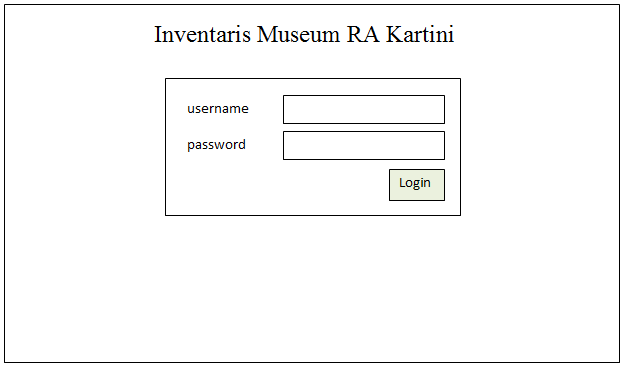 Inventaris Museum RA Kartini
username
password
Login